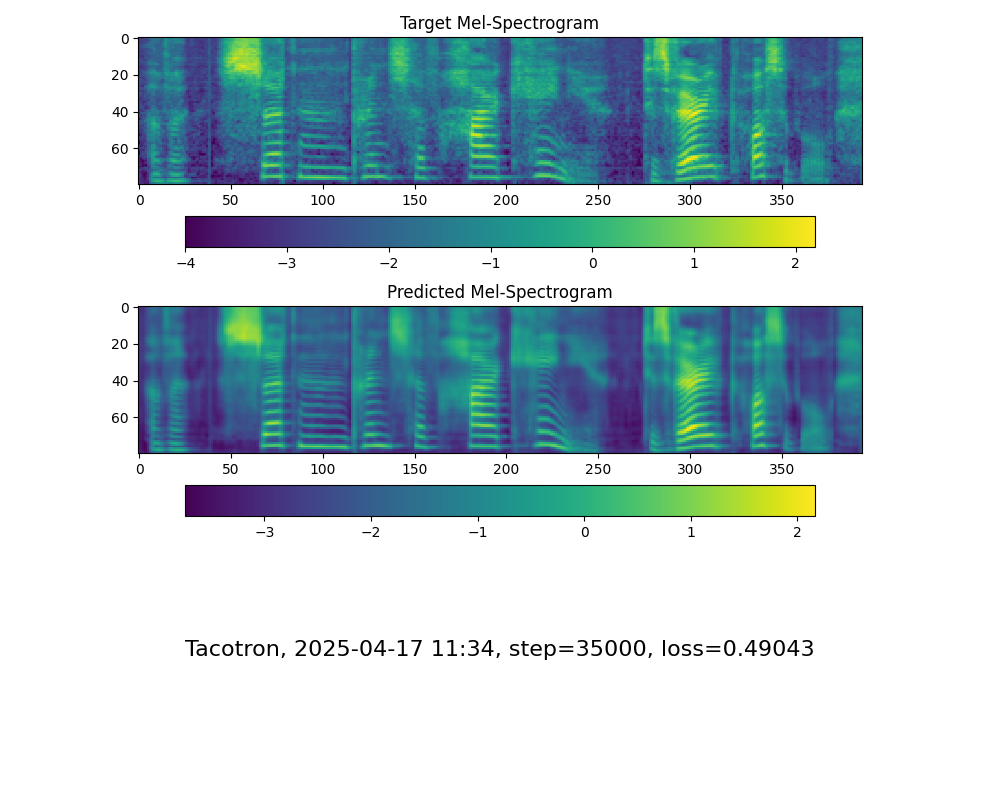 Target Mel-Spectrogram
0
20
40
60
0 50 100 150 200 250 300 350
−4 −3 −2 −1 0 1 2
Predicted Mel-Spectrogram
0
20
40
60
0 50 100 150 200 250 300 350
−3 −2 −1 0 1 2
Tacotron, 2025-04-17 11:34, step=35000, loss=0.49043